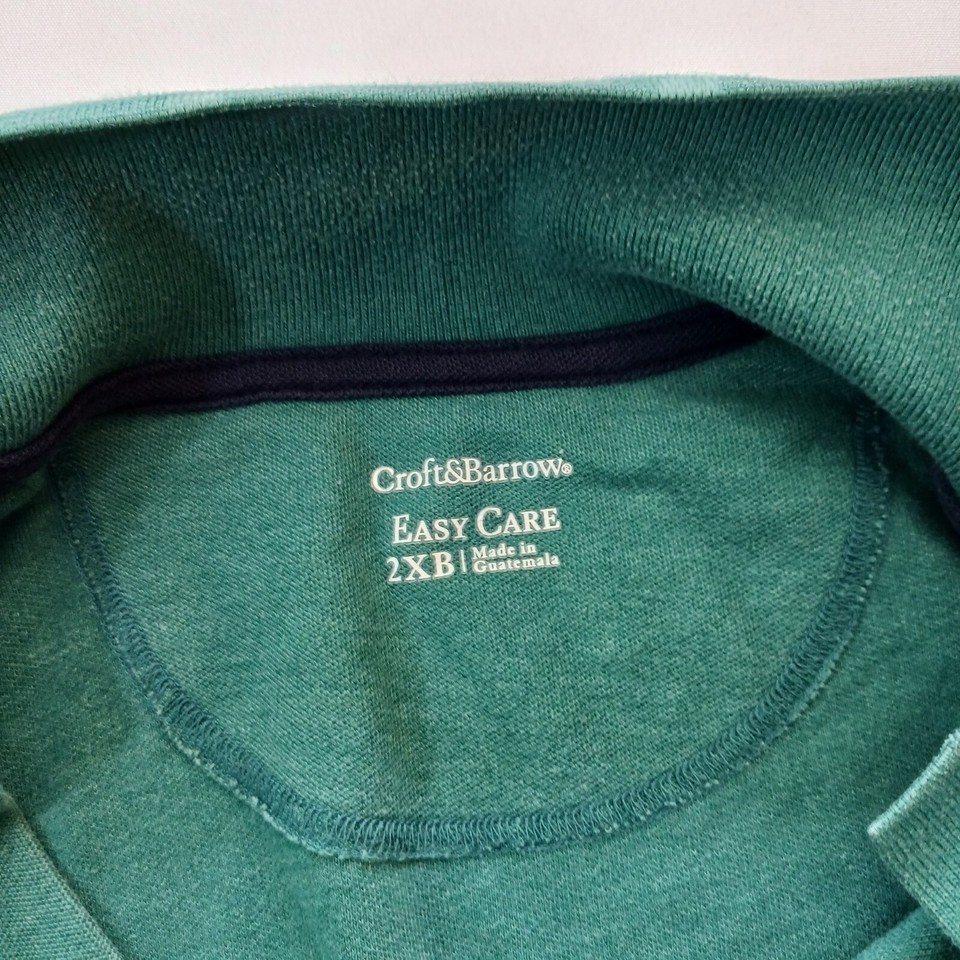 Croft&Barrow®
EASY CARE
2XB | Made in
Guatemala